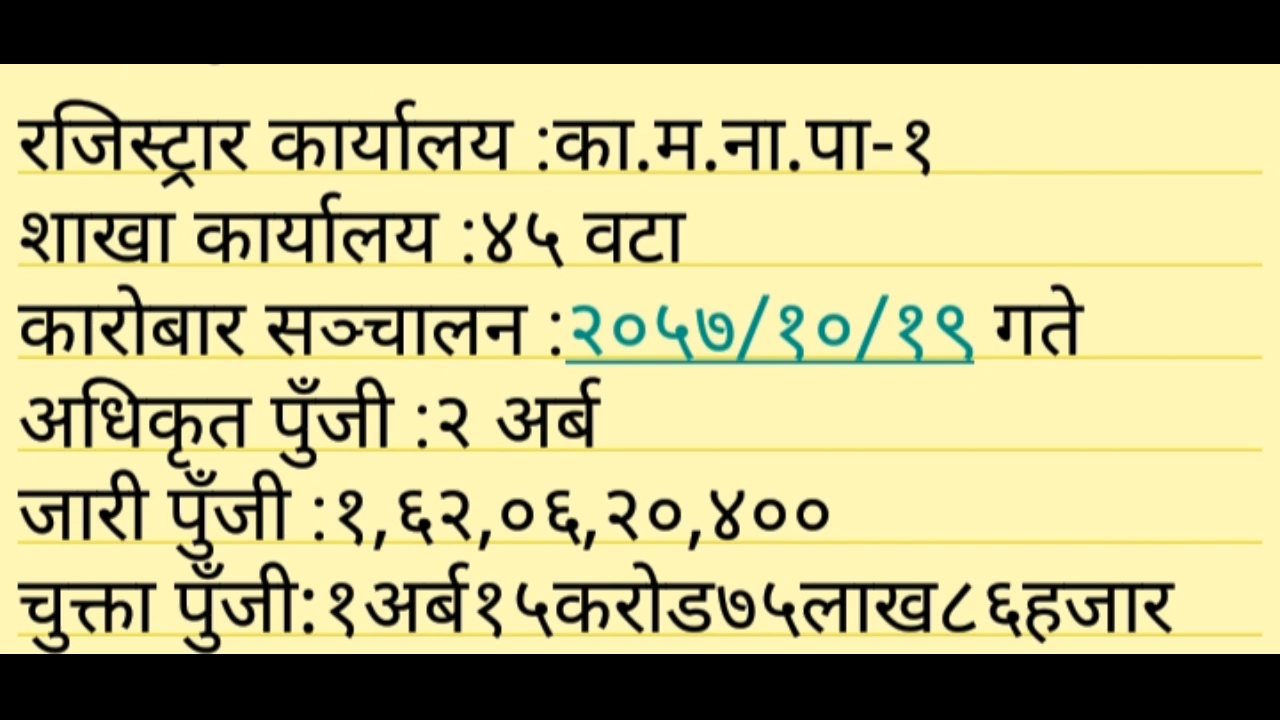 रजिस्ट्रार कार्यालय :का.म.ना.पा-१
शाखा कार्यालय :४५ वटा
कारोबार सञ्चालन :२०५७/१०/१९ गते
अधिकृत पुँजी :२ अर्ब
जारी पुँजी :१,६२,०६,२०,४००
चुक्ता पुँजी:१अर्ब१५करोड७५लाख८६हजार